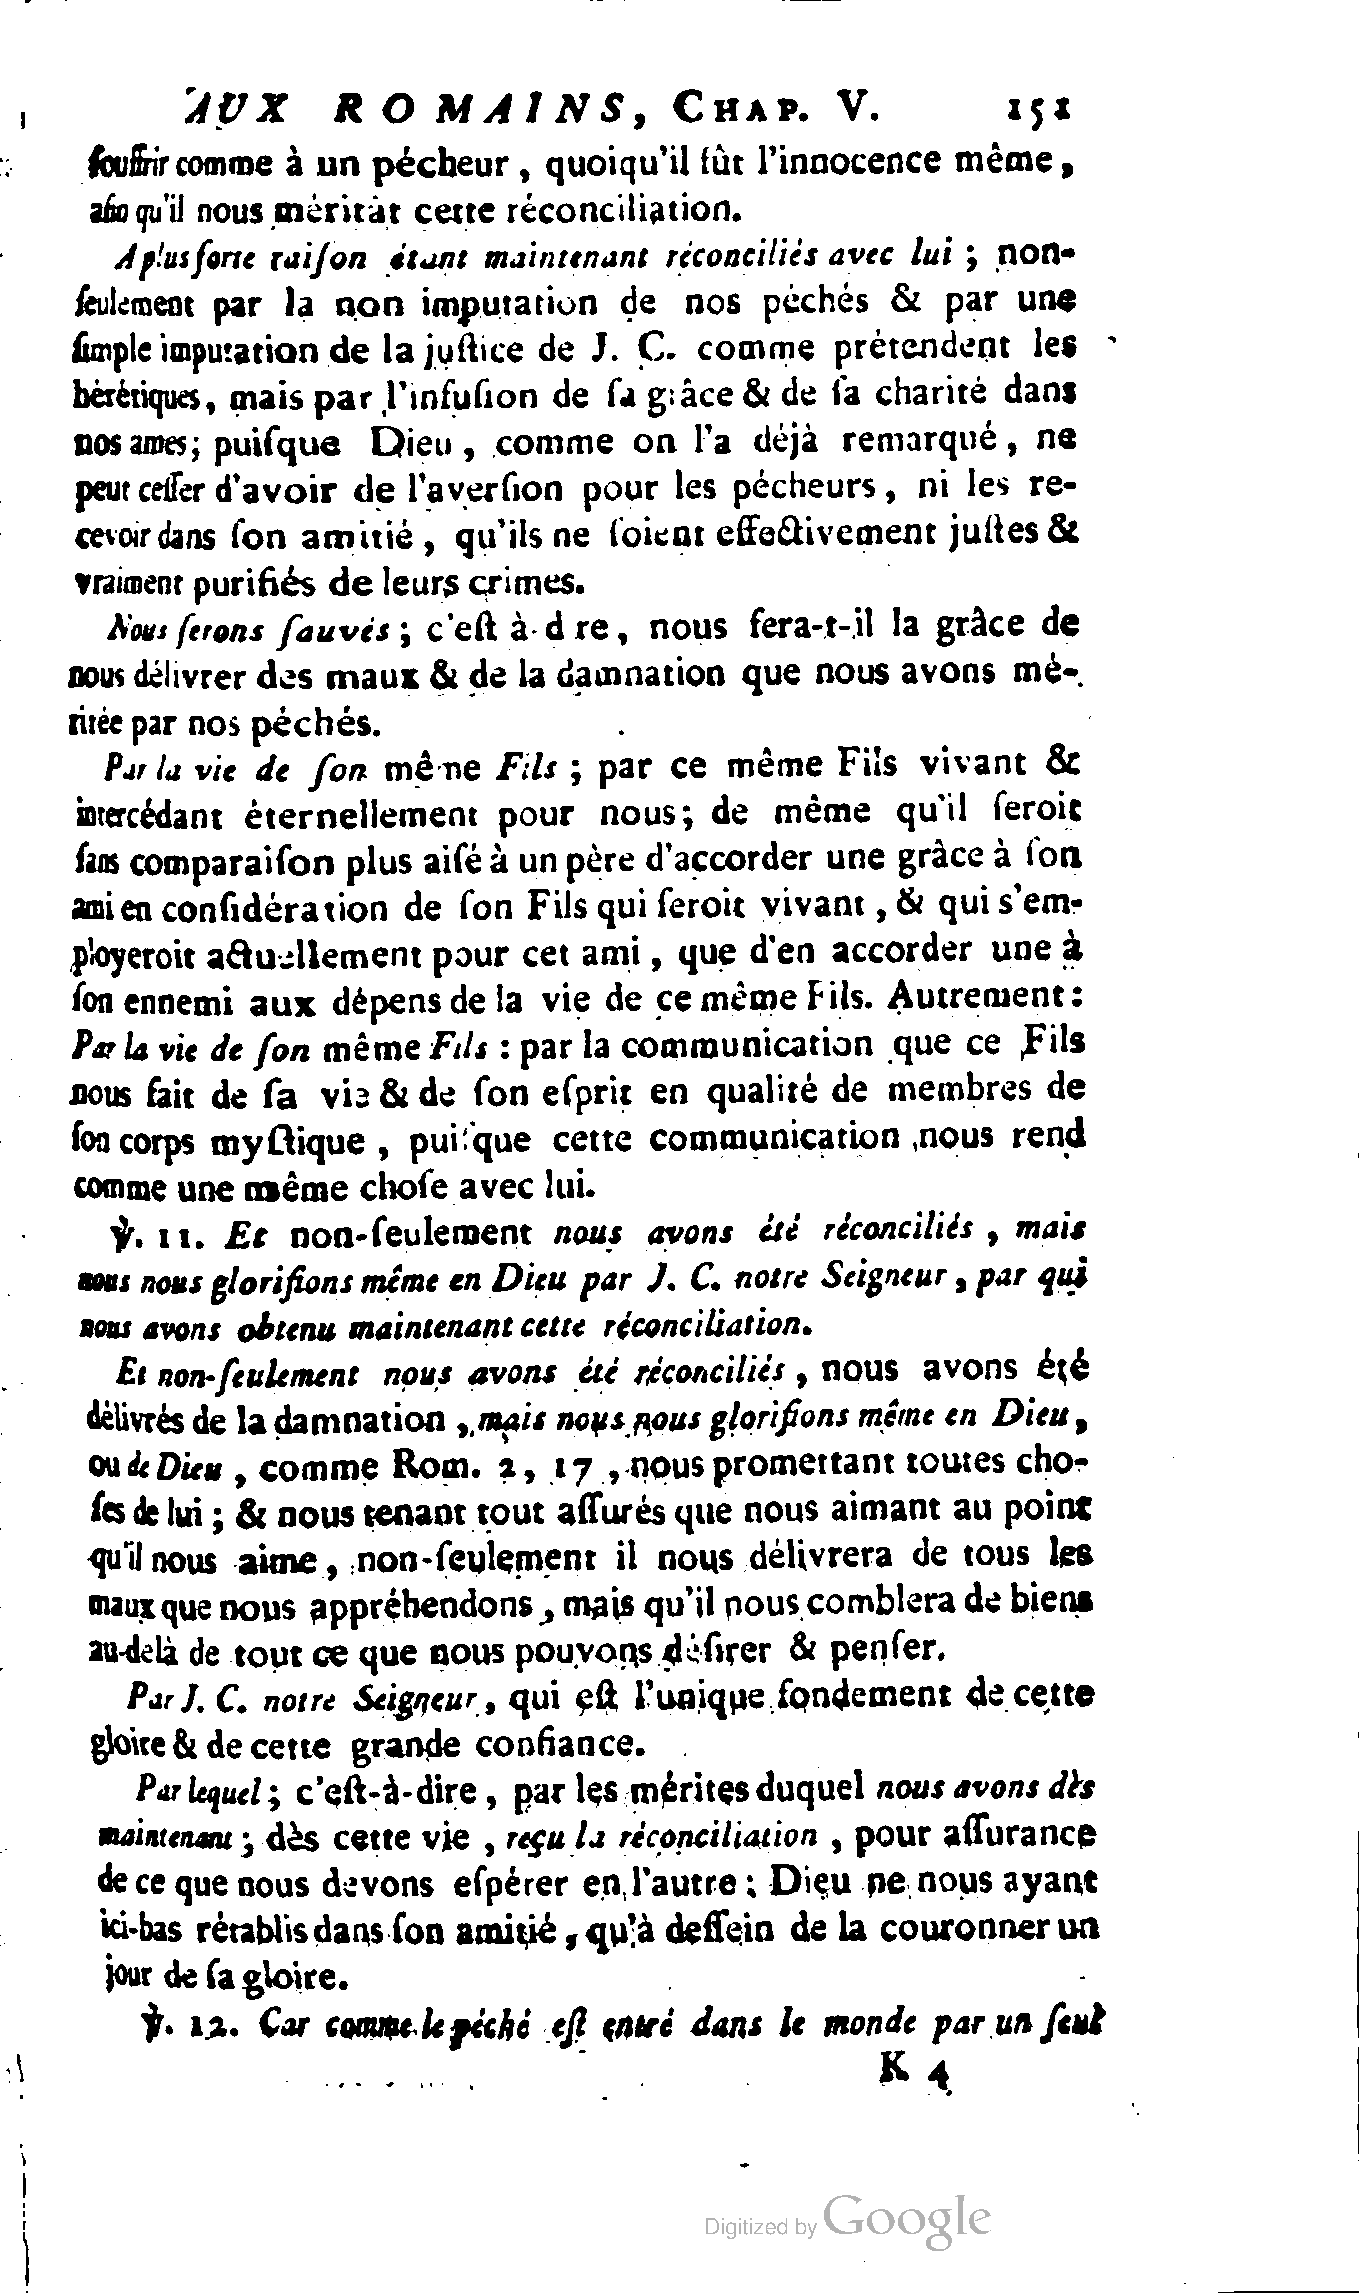 AUX ROMAINS, CHAP. V. 151
ſouffrir comme à un pécheur, quoiqu'il fût l'innocence même,
afin qu'il nous méritât cette réconciliation.
A plus forte raiſon étant maintenant réconciliés avec lui ; non-
ſeulement par la non imputation de nos péchés & par une
ſimple imputation de la juſtice de J. C. comme prétendent les
hérétiques, mais par l'infuſion de ſa grâce & de ſa charité dans
nos ames; puiſque Dieu, comme on l'a déjà remarqué, ne
peut ceſſer d'avoir de l'averſion pour les pécheurs, ni les re-
cevoir dans ſon amitié, qu'ils ne ſoient effectivement juſtes &
vraiment purifiés de leurs crimes.
Nous ſerons ſauvés ; c'eſt à-dire, nous fera-t-il la grâce de
nous délivrer des maux & de la damnation que nous avons mé-
ritée par nos péchés.
Par la vie de ſon même Fils ; par ce même Fils vivant &
intercédant éternellement pour nous; de même qu'il ſeroit
ſans comparaiſon plus aiſé à un père d'accorder une grâce à ſon
ami en conſidération de ſon Fils qui ſeroit vivant, & qui s'em-
ployeroit actuellement pour cet ami, que d'en accorder une à
ſon ennemi aux dépens de la vie de ce même Fils. Autrement:
Par la vie de ſon même Fils : par la communication que ce Fils
nous fait de ſa vie & de ſon eſprit en qualité de membres de
ſon corps myſtique, puiſque cette communication nous rend
comme une même choſe avec lui.
℣. 11. Et non-ſeulement nous avons été réconciliés, mais
nous nous glorifions même en Dieu par J. C. notre Seigneur, par qui
nous avons obtenu maintenant cette réconciliation.
Et non-ſeulement nous avons été réconciliés, nous avons été
délivrés de la damnation, mais nous nous glorifions même en Dieu,
ou de Dieu, comme Rom. 2, 17, nous promettant toutes cho-
ſes de lui ; & nous tenant tout aſſurés que nous aimant au point
qu'il nous aime, non-ſeulement il nous délivrera de tous les
maux que nous appréhendons, mais qu'il nous comblera de biens
au-delà de tout ce que nous pouvons déſirer & penſer.
Par J. C. notre Seigneur, qui eſt l'unique fondement de cette
gloire & de cette grande confiance.
Par lequel ; c'eſt-à-dire, par les mérites duquel nous avons dès
maintenant ; dès cette vie, reçu la réconciliation, pour aſſurance
de ce que nous devons eſpérer en l'autre ; Dieu ne nous ayant
ici-bas rétablis dans ſon amitié, qu'à deſſein de la couronner un
jour de ſa gloire.
℣. 12. Car comme le péché eſt entré dans le monde par un ſeul
K 4
Digitized by Google